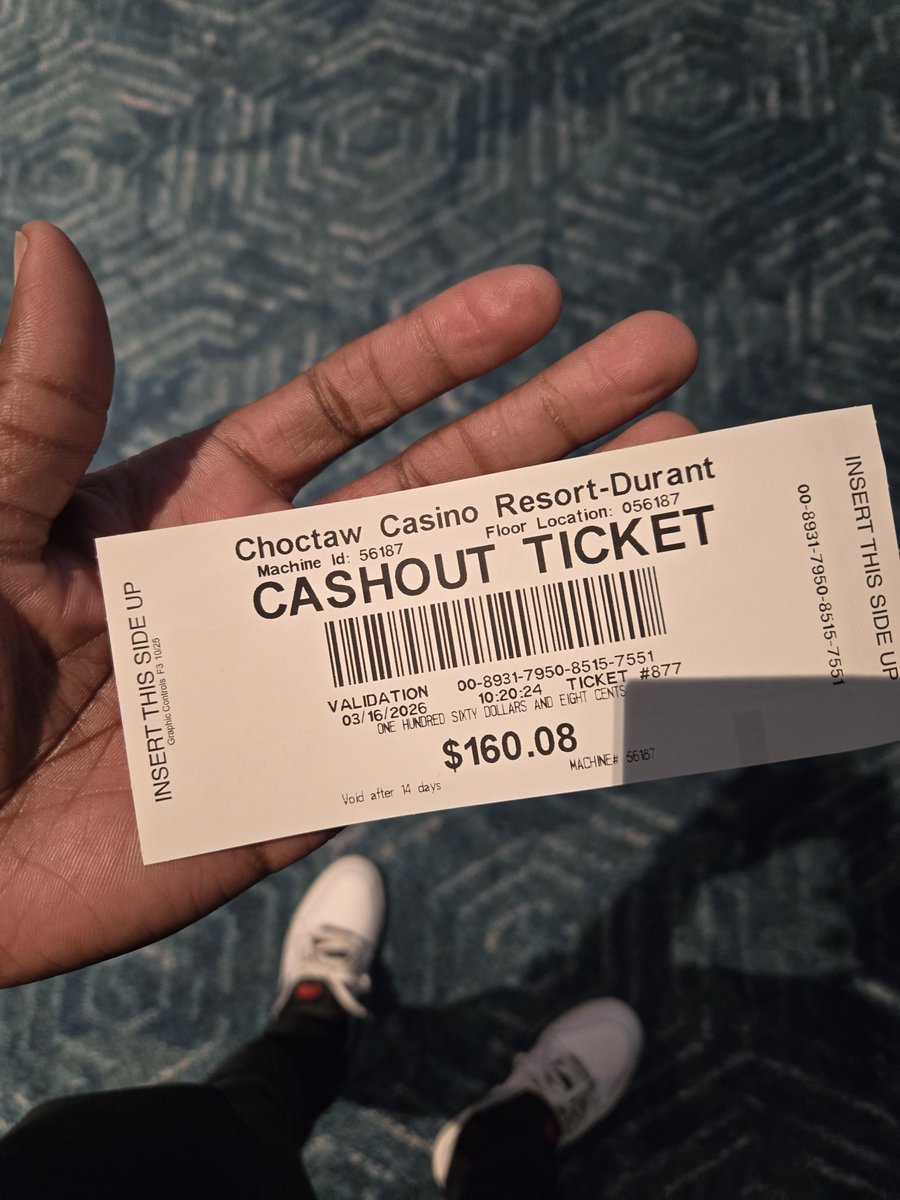 Choctaw Casino Resort-Durant
Machine Id: 56187 Floor Location: 056187
CASHOUT TICKET
INSERT THIS SIDE UP
Graphic Controls F3 10/25
VALIDATION 00-8931-7950-8515-7551
03/16/2026 10:20:24 TICKET #877
ONE HUNDRED SIXTY DOLLARS AND EIGHT CENTS
$160.08
Void after 14 days MACHINE# 56187
00-8931-7950-8515-7551
INSERT THIS SIDE UP